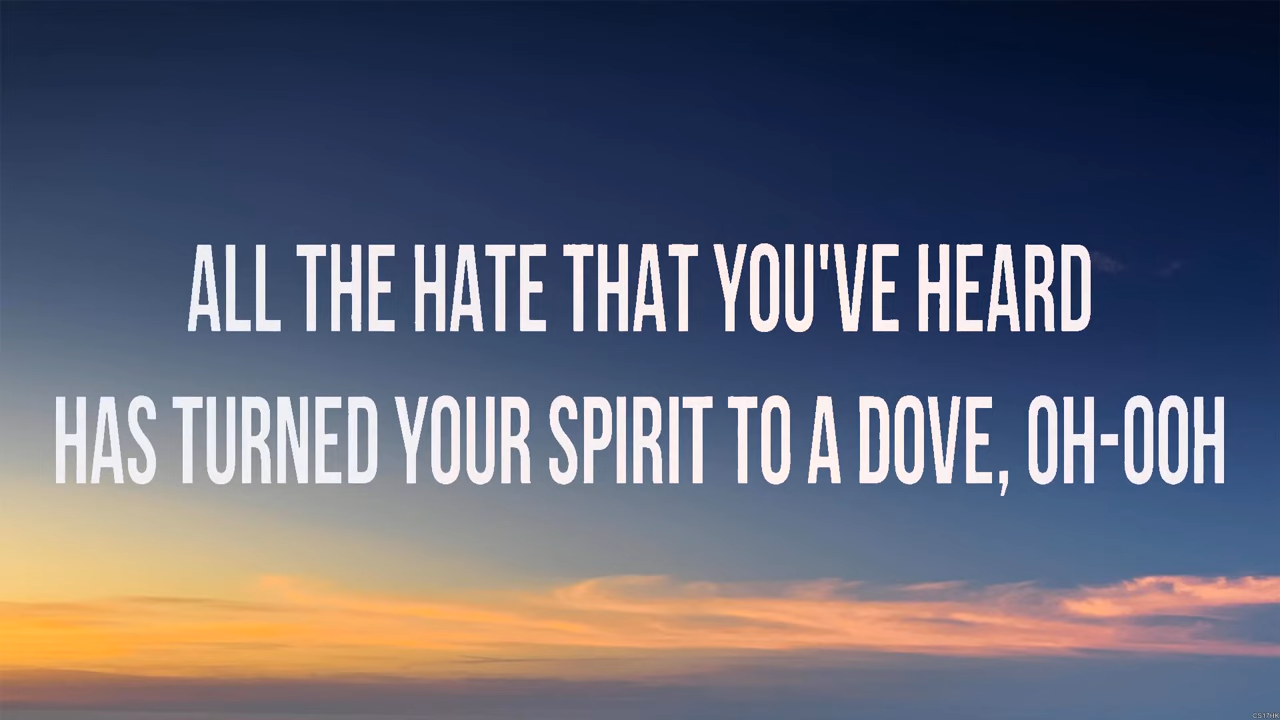 ALL THE HATE THAT YOU'VE HEARD
HAS TURNED YOUR SPIRIT TO A DOVE, OH-OOH